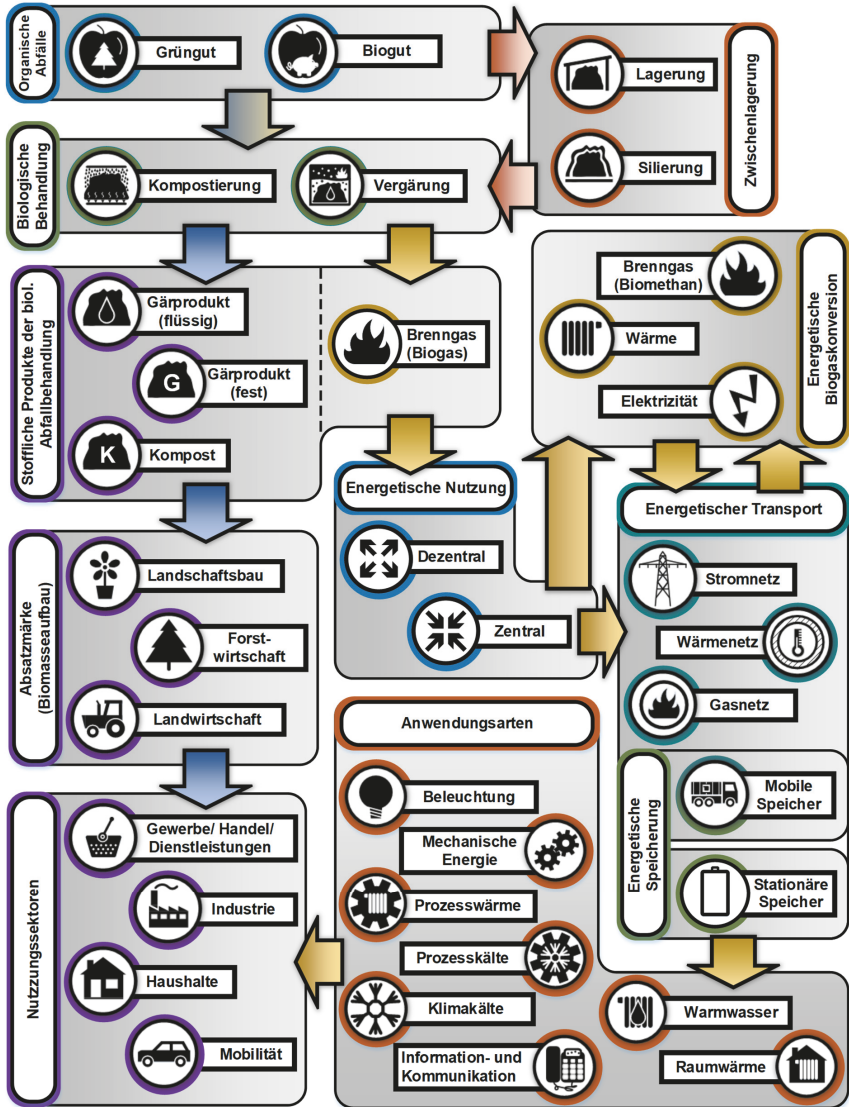 Organische
Abfälle
Grüngut
Biogut
Lagerung
Silierung
Zwischenlagerung
Biologische
Behandlung
Kompostierung
Vergärung
Stoffliche Produkte der biol.
Abfallbehandlung
Gärprodukt
(flüssig)
G
Gärprodukt
(fest)
K
Kompost
Brenngas
(Biogas)
Brenngas
(Biomethan)
Wärme
Elektrizität
Energetische
Biogaskonversion
Energetische Nutzung
Dezentral
Zentral
Energetischer Transport
Stromnetz
Wärmenetz
Gasnetz
Absatzmärke
(Biomasseaufbau)
Landschaftsbau
Forst-
wirtschaft
Landwirtschaft
Energetische
Speicherung
Mobile
Speicher
Stationäre
Speicher
Anwendungsarten
Beleuchtung
Mechanische
Energie
Prozesswärme
Prozesskälte
Klimakälte
Information- und
Kommunikation
Warmwasser
Raumwärme
Nutzzungssektoren
Gewerbe/ Handel/
Dienstleistungen
Industrie
Haushalte
Mobilität